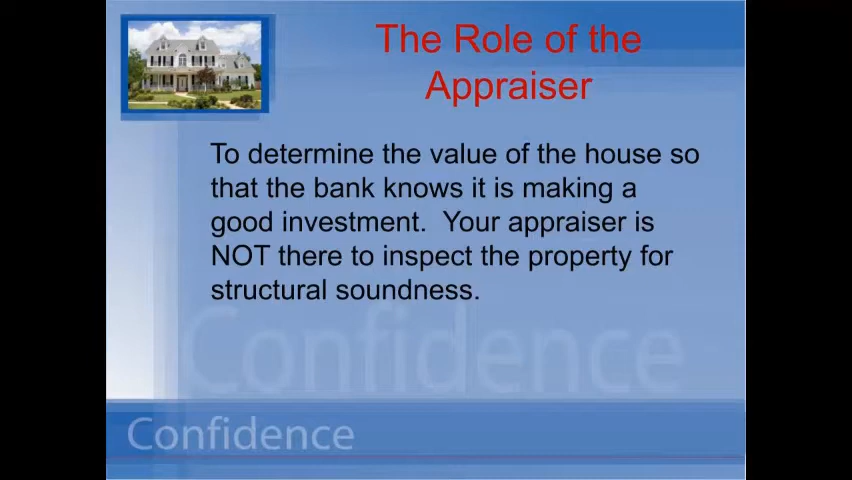 The Role of the
Appraiser
To determine the value of the house so
that the bank knows it is making a
good investment.  Your appraiser is
NOT there to inspect the property for
structural soundness.
Confidence
Confidence